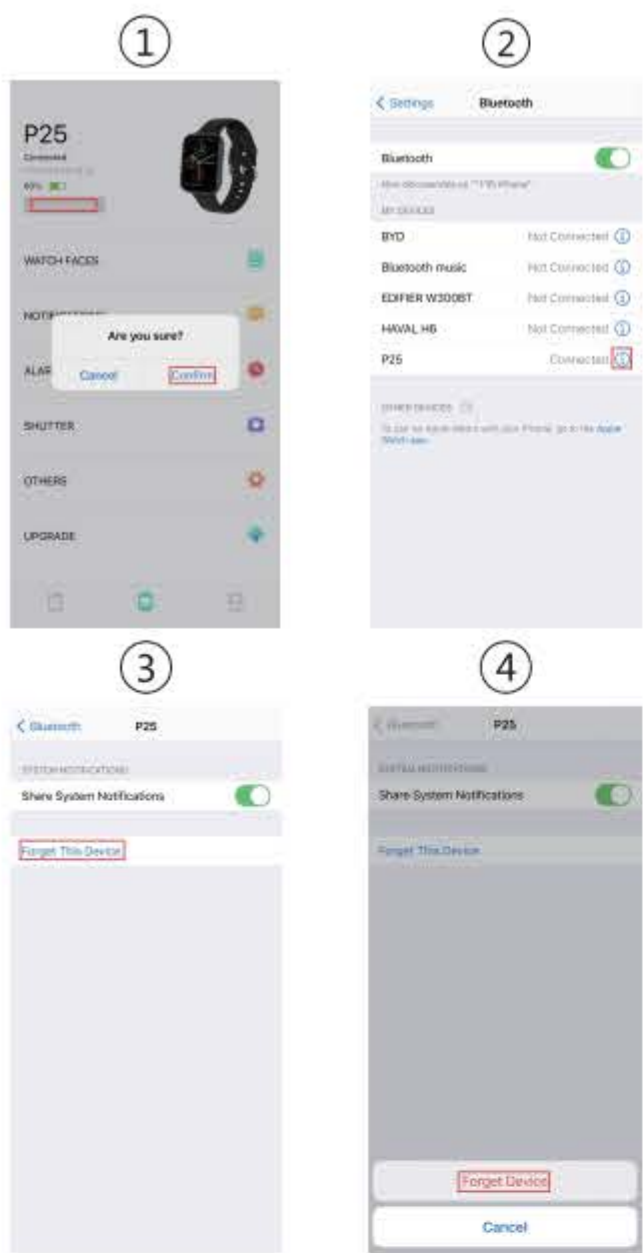 ①
②
P25
Connected
60%
WATCH FACES
ALAR
Are you sure?
Cancel
Confirm
SHUTTER
OTHERS
UPGRADE
Settings
Bluetooth
Bluetooth
MY DEVICES
BYD
Not Connected
Bluetooth music
Not Connected
EDIFIER W300BT
Not Connected
HAVAL H6
Not Connected
P25
Connected
OTHER DEVICES
③
④
Bluetooth
P25
SYSTEM NOTIFICATIONS
Share System Notifications
Forget This Device
Bluetooth
P25
SYSTEM NOTIFICATIONS
Share System Notifications
Forget This Device
Forget Device
Cancel